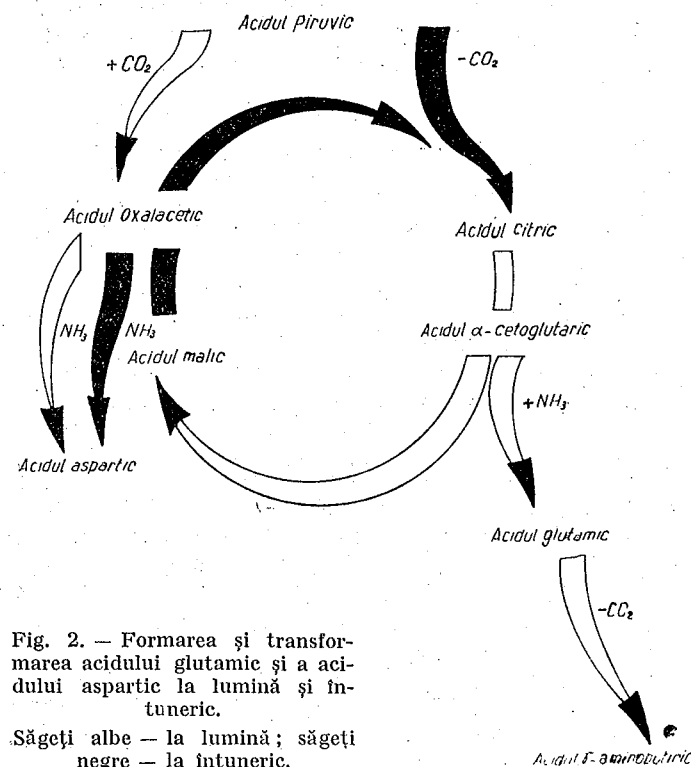 Acidul Piruvic
+CO₂
-CO₂
Acidul Oxalacetic
Acidul citric
NH₃
NH₃
Acidul α-cetoglutaric
Acidul malic
+NH₃
Acidul aspartic
Acidul glutamic
-CO₂
Fig. 2. — Formarea și transfor-
marea acidului glutamic și a aci-
dului aspartic la lumină și în-
tuneric.
Săgeți albe — la lumină; săgeți
negre — la întuneric.
Acidul γ-aminobutiric